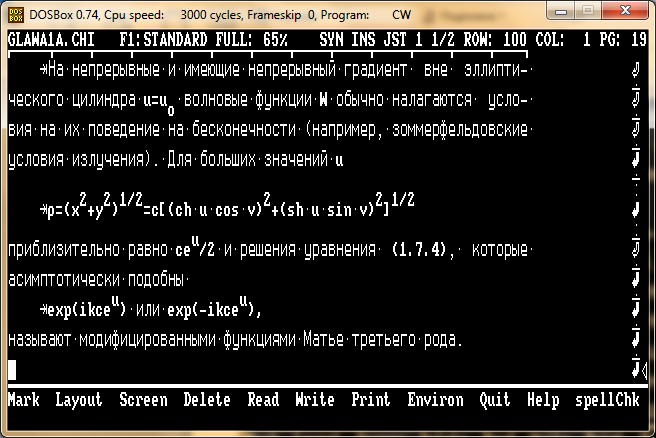 DOSBox 0.74, Cpu speed: 3000 cycles, Frameskip 0, Program: CW
GLAWA1A.CHI F1:STANDARD FULL: 65% SYN INS JST 1 1/2 ROW: 100 COL: 1 PG: 19
На непрерывные и имеющие непрерывный градиент вне эллипти-
ческого цилиндра u=u₀ волновые функции W обычно налагаются усло-
вия на их поведение на бесконечности (например, зоммерфельдовские
условия излучения). Для больших значений u
ρ=(x²+y²)^1/2=c[(ch u cos v)²+(sh u sin v)²]^1/2
приблизительно равно ce^u/2 и решения уравнения (1.7.4), которые
асимптотически подобны
exp(ikce^u) или exp(-ikce^u),
называют модифицированными функциями Матье третьего рода.
Mark Layout Screen Delete Read Write Print Environ Quit Help spellChk